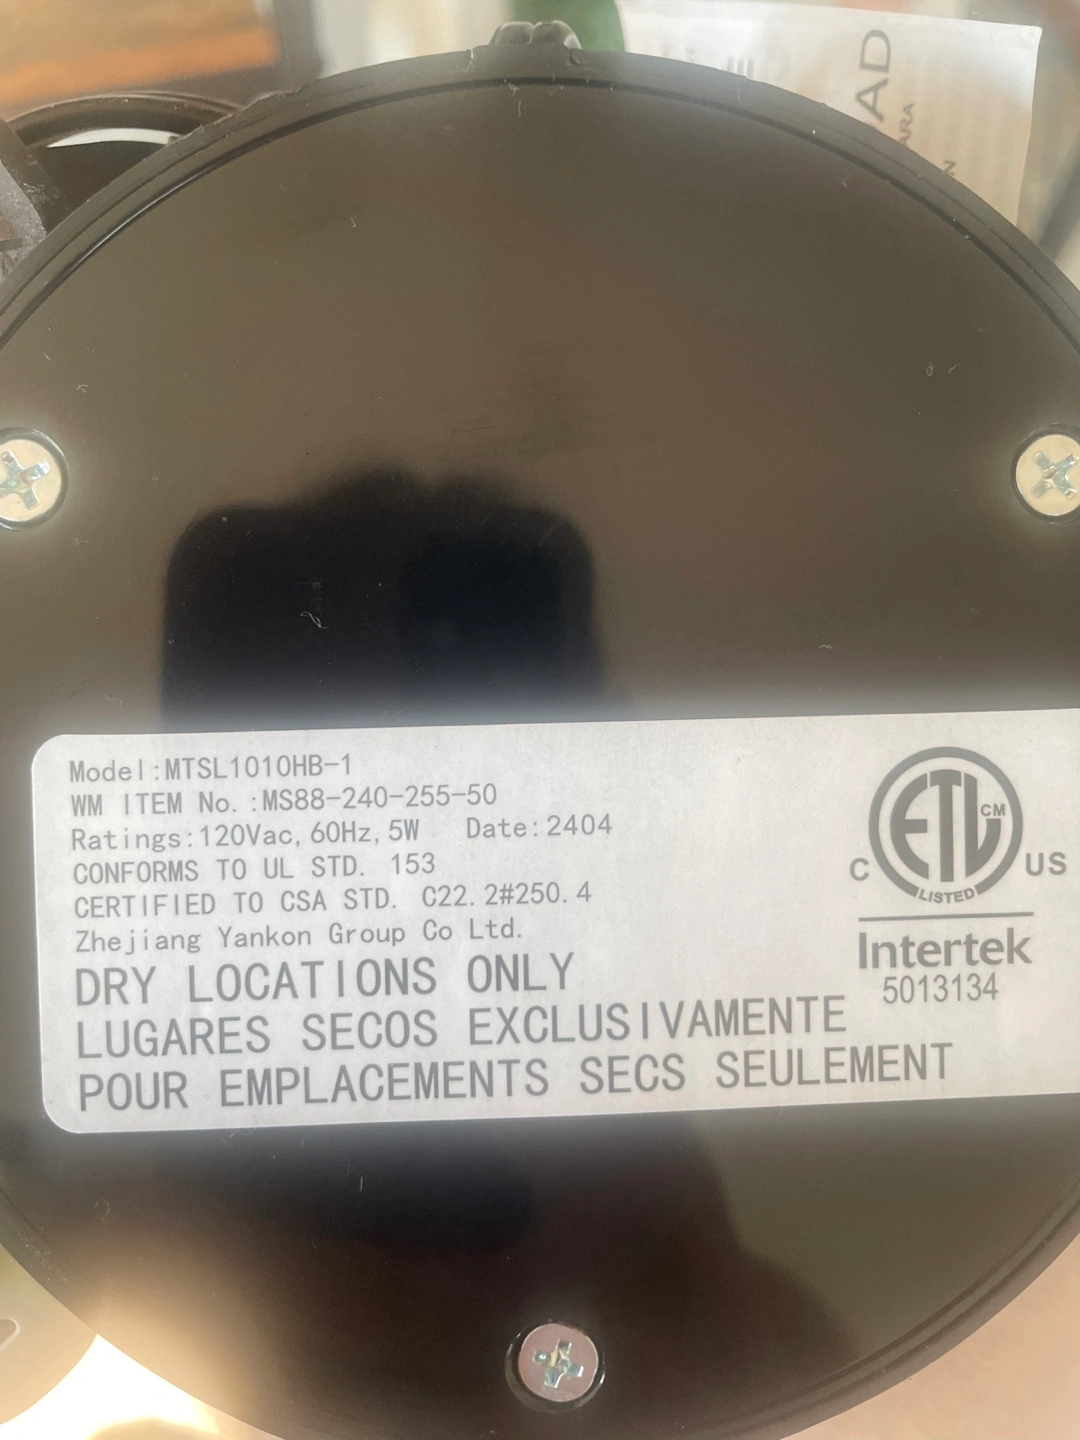 AD
ARA
Model:MTSL1010HB-1
WM ITEM No.:MS88-240-255-50
Ratings:120Vac, 60Hz, 5W Date:2404
CONFORMS TO UL STD. 153
CERTIFIED TO CSA STD. C22.2#250.4
Zhejiang Yankon Group Co Ltd.
DRY LOCATIONS ONLY
LUGARES SECOS EXCLUSIVAMENTE
POUR EMPLACEMENTS SECS SEULEMENT
ETL CM
C US
LISTED
Intertek
5013134